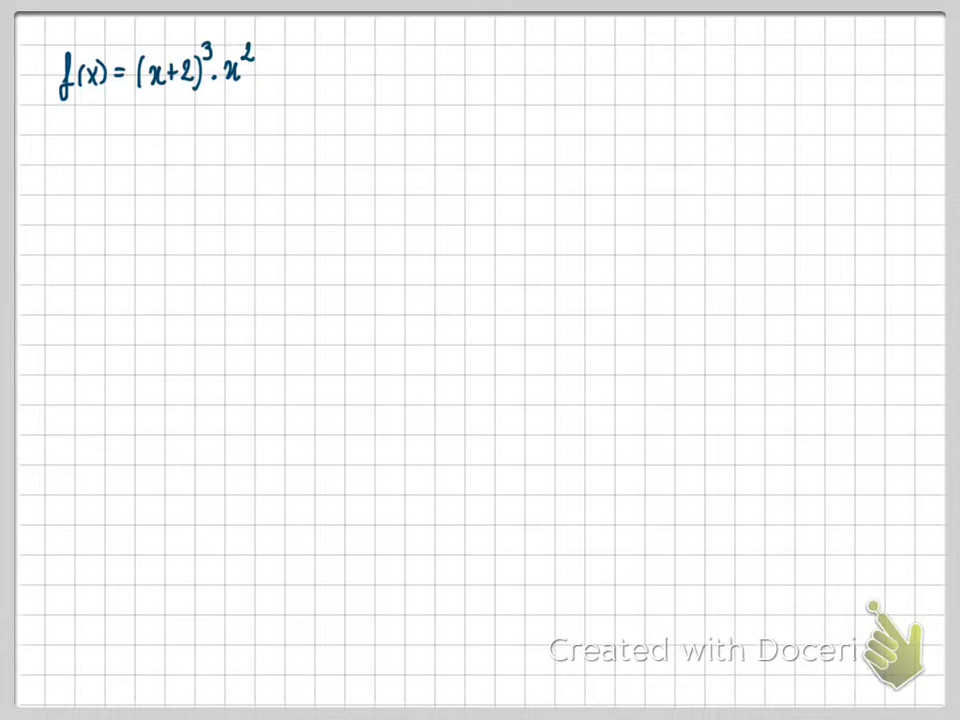 f(x) = (x+2)³ · x²
Created with Doceri